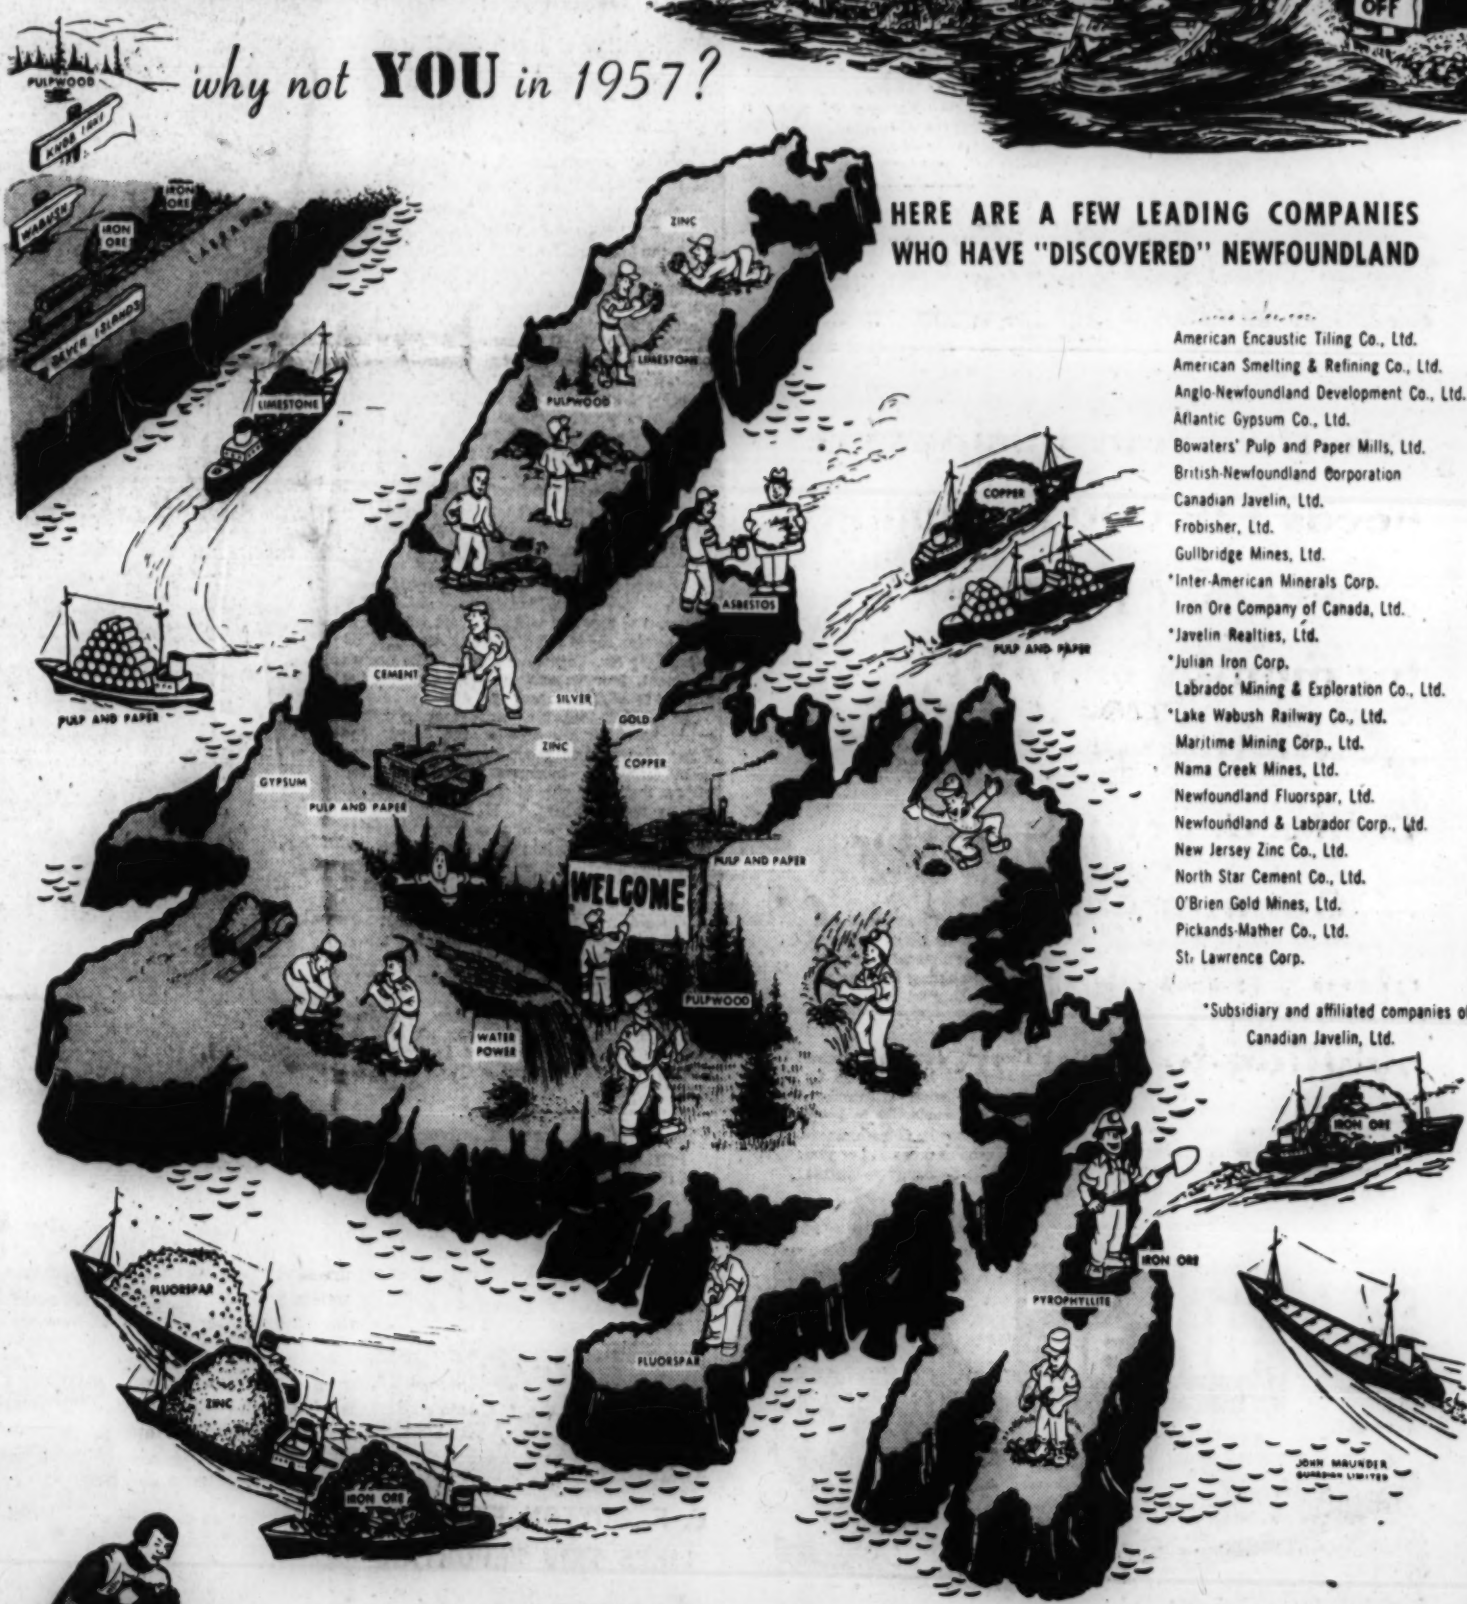 OFF
why not YOU in 1957?
PULPWOOD
KNOB LAKE
WABUSH
IRON
ORE
IRON
ORE
LABRADOR
SEVEN ISLANDS
HERE ARE A FEW LEADING COMPANIES
WHO HAVE "DISCOVERED" NEWFOUNDLAND
American Encaustic Tiling Co., Ltd.
American Smelting & Refining Co., Ltd.
Anglo-Newfoundland Development Co., Ltd.
Atlantic Gypsum Co., Ltd.
Bowaters' Pulp and Paper Mills, Ltd.
British-Newfoundland Corporation
Canadian Javelin, Ltd.
Frobisher, Ltd.
Gullbridge Mines, Ltd.
*Inter-American Minerals Corp.
Iron Ore Company of Canada, Ltd.
*Javelin Realties, Ltd.
*Julian Iron Corp.
Labrador Mining & Exploration Co., Ltd.
*Lake Wabush Railway Co., Ltd.
Maritime Mining Corp., Ltd.
Nama Creek Mines, Ltd.
Newfoundland Fluorspar, Ltd.
Newfoundland & Labrador Corp., Ltd.
New Jersey Zinc Co., Ltd.
North Star Cement Co., Ltd.
O'Brien Gold Mines, Ltd.
Pickands-Mather Co., Ltd.
St. Lawrence Corp.
*Subsidiary and affiliated companies of
Canadian Javelin, Ltd.
ZINC
LIMESTONE
PULPWOOD
LIMESTONE
COPPER
PULP AND PAPER
ASBESTOS
PULP AND PAPER
CEMENT
SILVER
GOLD
ZINC
COPPER
GYPSUM
PULP AND PAPER
PULP AND PAPER
WELCOME
PULPWOOD
WATER
POWER
IRON ORE
IRON ORE
PYROPHYLLITE
FLUORSPAR
FLUORSPAR
ZINC
IRON ORE
JOHN MAUNDER
GUARDIAN LIMITED